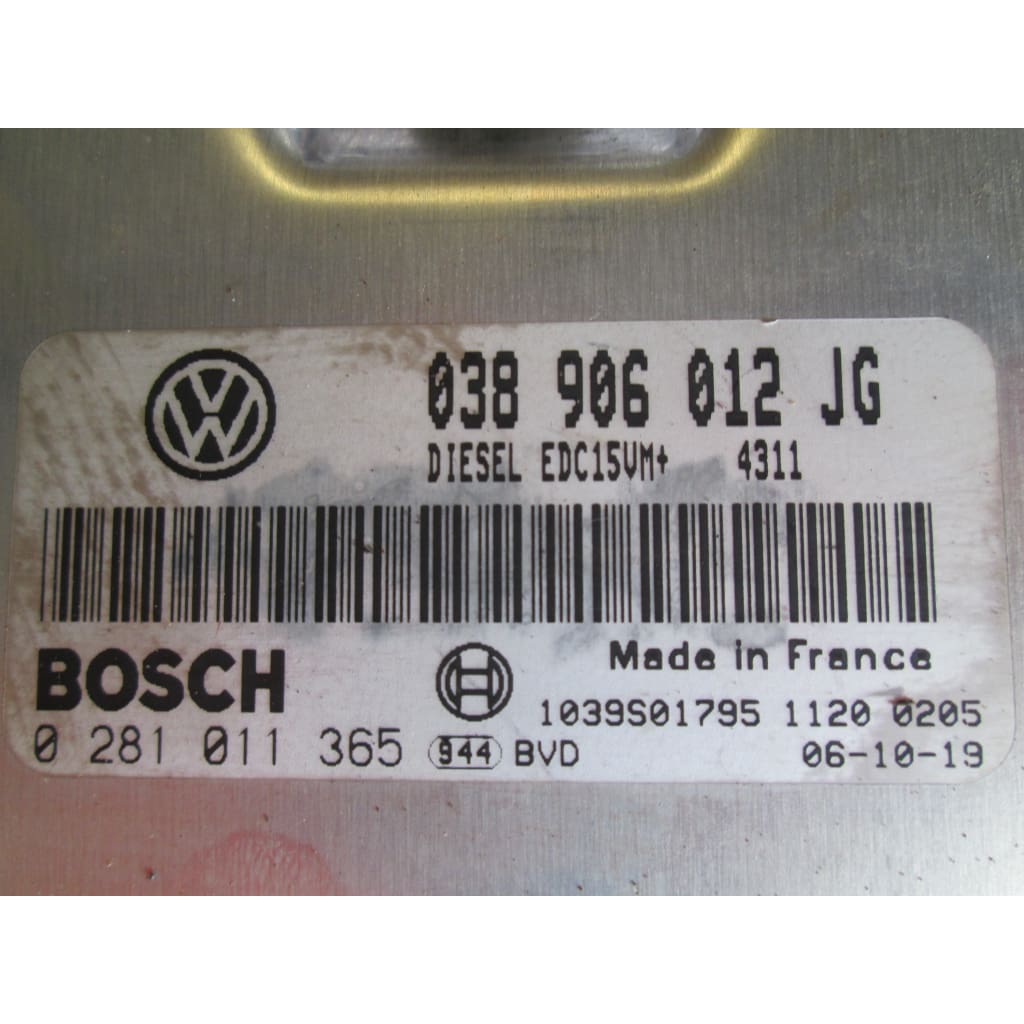 038 906 012 JG
DIESEL EDC15VM+ 4311
BOSCH
Made in France
1039S01795 1120 0205
0 281 011 365 944 BVD 06-10-19